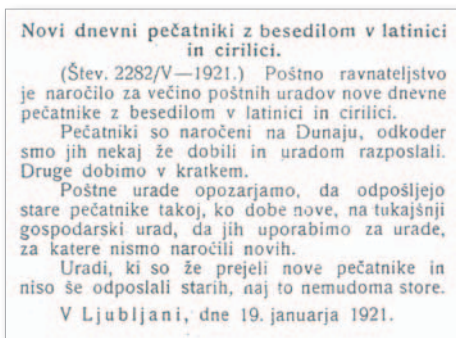 Novi dnevni pečatniki z besedilom v latinici
in cirilici.
(Štev. 2282/V—1921.) Poštno ravnateljstvo
je naročilo za večino poštnih uradov nove dnevne
pečatnike z besedilom v latinici in cirilici.
Pečatniki so naročeni na Dunaju, odkoder
smo jih nekaj že dobili in uradom razposlali.
Druge dobimo v kratkem.
Poštne urade opozarjamo, da odpošljejo
stare pečatnike takoj, ko dobe nove, na tukajšnji
gospodarski urad, da jih uporabimo za urade,
za katere nismo naročili novih.
Uradi, ki so že prejeli nove pečatnike in
niso še odposlali starih, naj to nemudoma store.
V Ljubljani, dne 19. januarja 1921.